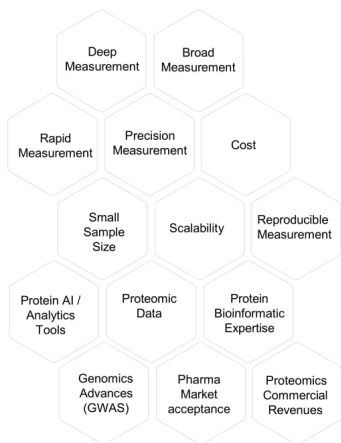 Deep
Measurement
Broad
Measurement
Rapid
Measurement
Precision
Measurement
Cost
Small
Sample
Size
Scalability
Reproducible
Measurement
Protein AI /
Analytics
Tools
Proteomic
Data
Protein
Bioinformatic
Expertise
Genomics
Advances
(GWAS)
Pharma
Market
acceptance
Proteomics
Commercial
Revenues